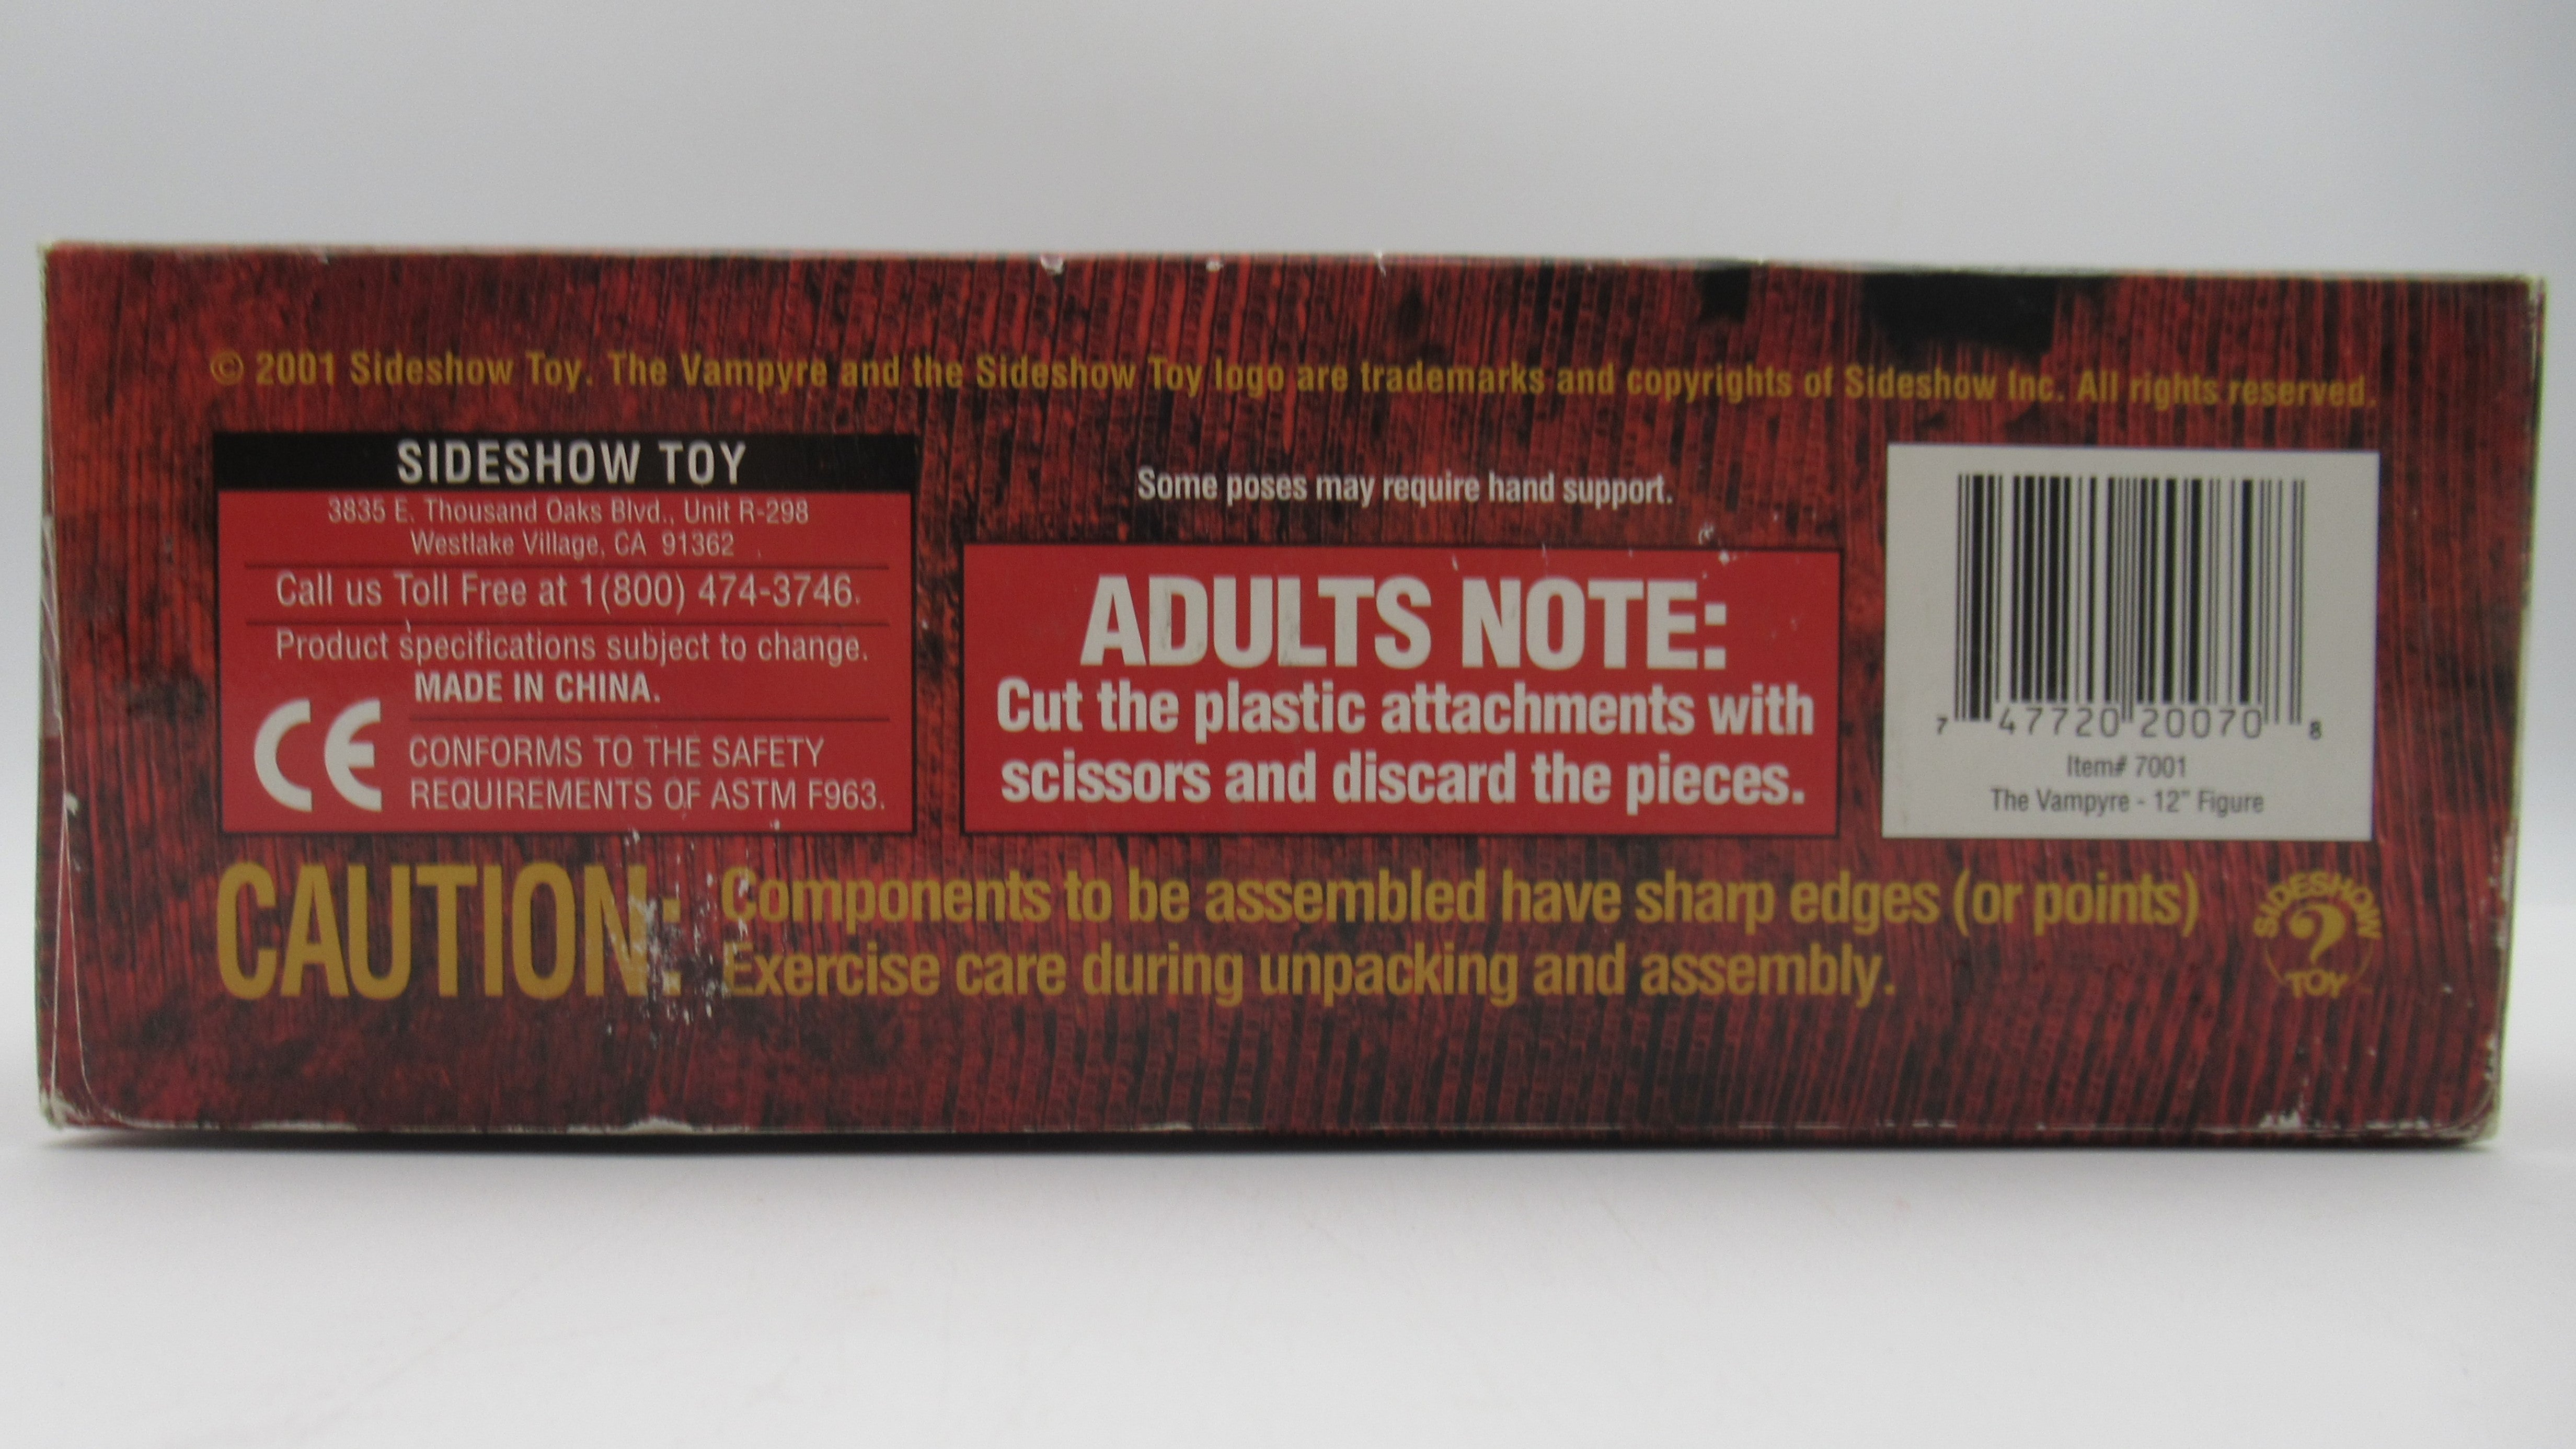 © 2001 Sideshow Toy. The Vampyre and the Sideshow Toy logo are trademarks and copyrights of Sideshow Inc. All rights reserved.
SIDESHOW TOY
3835 E. Thousand Oaks Blvd., Unit R-298
Westlake Village, CA 91362
Call us Toll Free at 1(800) 474-3746.
Product specifications subject to change.
MADE IN CHINA.
CE
CONFORMS TO THE SAFETY
REQUIREMENTS OF ASTM F963.
Some poses may require hand support.
ADULTS NOTE:
Cut the plastic attachments with
scissors and discard the pieces.
7 47720 20070 8
Item# 7001
The Vampyre - 12" Figure
CAUTION: Components to be assembled have sharp edges (or points)
Exercise care during unpacking and assembly.
SIDESHOW
?
TOY